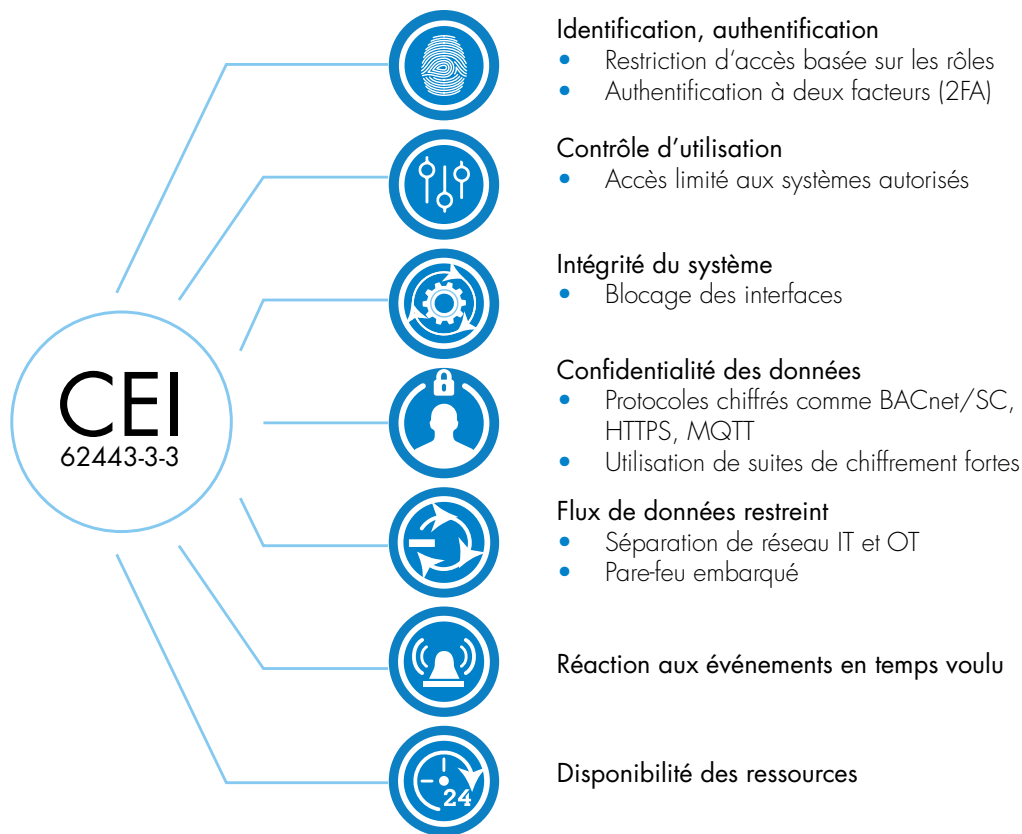 Identification, authentification
• Restriction d‘accès basée sur les rôles
• Authentification à deux facteurs (2FA)
Contrôle d’utilisation
• Accès limité aux systèmes autorisés
Intégrité du système
• Blocage des interfaces
CEI
62443-3-3
Confidentialité des données
• Protocoles chiffrés comme BACnet/SC,
HTTPS, MQTT
• Utilisation de suites de chiffrement fortes
Flux de données restreint
• Séparation de réseau IT et OT
• Pare-feu embarqué
Réaction aux événements en temps voulu
24
Disponibilité des ressources